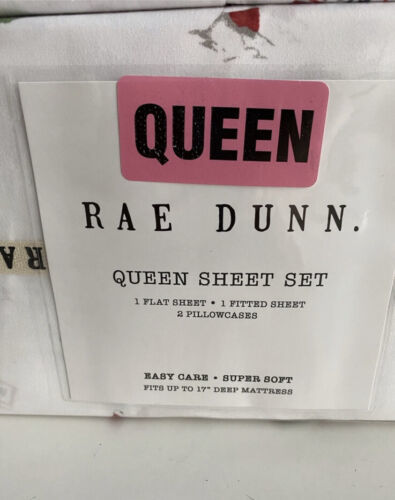 QUEEN
RAE DUNN.
RA
QUEEN SHEET SET
1 FLAT SHEET • 1 FITTED SHEET
2 PILLOWCASES
EASY CARE • SUPER SOFT
FITS UP TO 17" DEEP MATTRESS